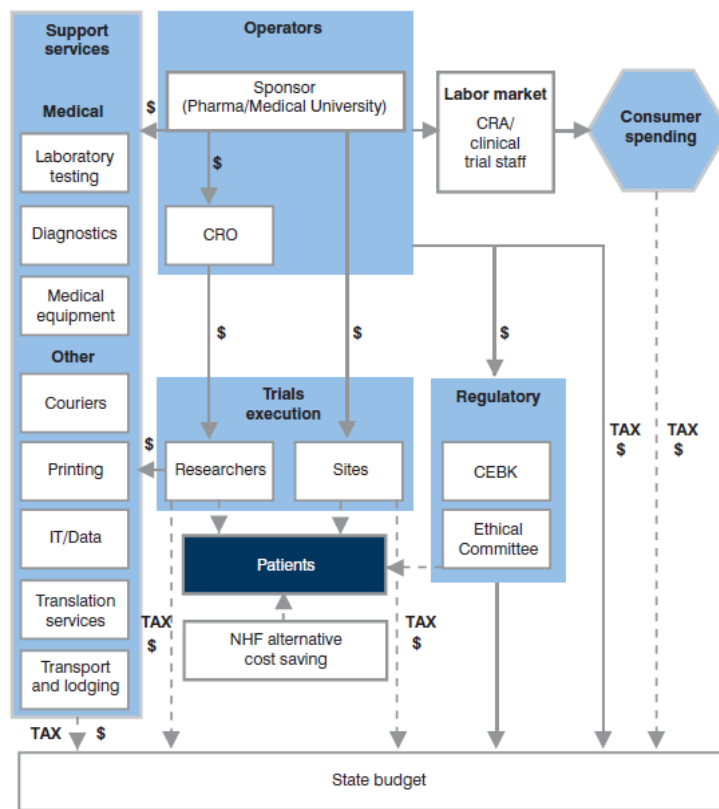 Support
services
Medical
Laboratory
testing
Diagnostics
Medical
equipment
Other
Couriers
Printing
IT/Data
Translation
services
Transport
and lodging
TAX $
Operators
Sponsor
(Pharma/Medical University)
$
$
CRO
$
$
Labor market
CRA/
clinical
trial staff
Consumer
spending
$
Trials
execution
Researchers
Sites
$
Regulatory
CEBK
Ethical
Committee
Patients
NHF alternative
cost saving
TAX
$
TAX
$
TAX
$
TAX
$
State budget